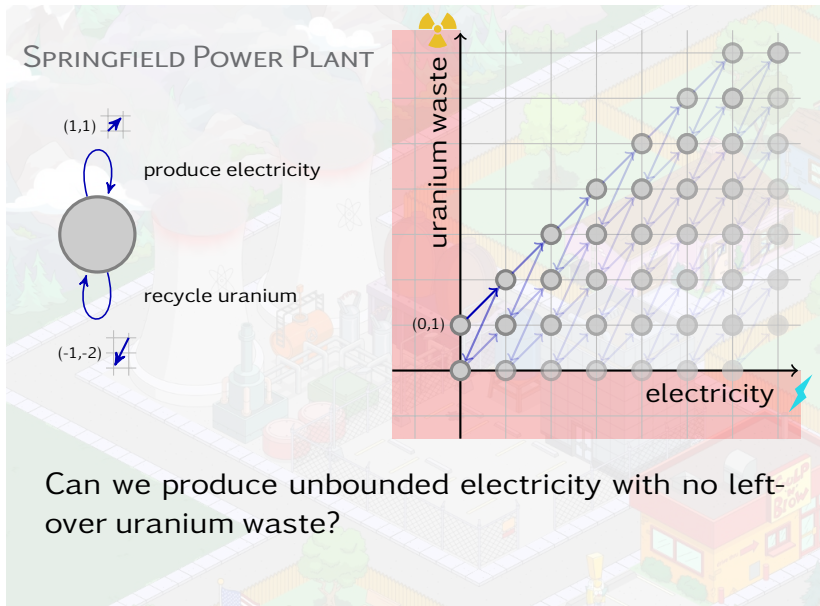 SPRINGFIELD POWER PLANT
(1,1)
produce electricity
recycle uranium
(-1,-2)
uranium waste
(0,1)
electricity
Can we produce unbounded electricity with no left-
over uranium waste?